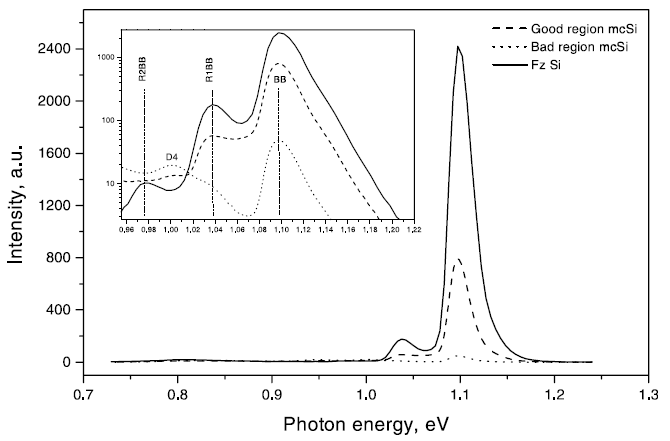 Good region mcSi
Bad region mcSi
Fz Si
Intensity, a.u.
2400
2000
1600
1200
800
400
0
0.7 0.8 0.9 1.0 1.1 1.2 1.3
Photon energy, eV
1000
100
10
R2BB
R1BB
BB
D4
0,96 0,98 1,00 1,02 1,04 1,06 1,08 1,10 1,12 1,14 1,16 1,18 1,20 1,22